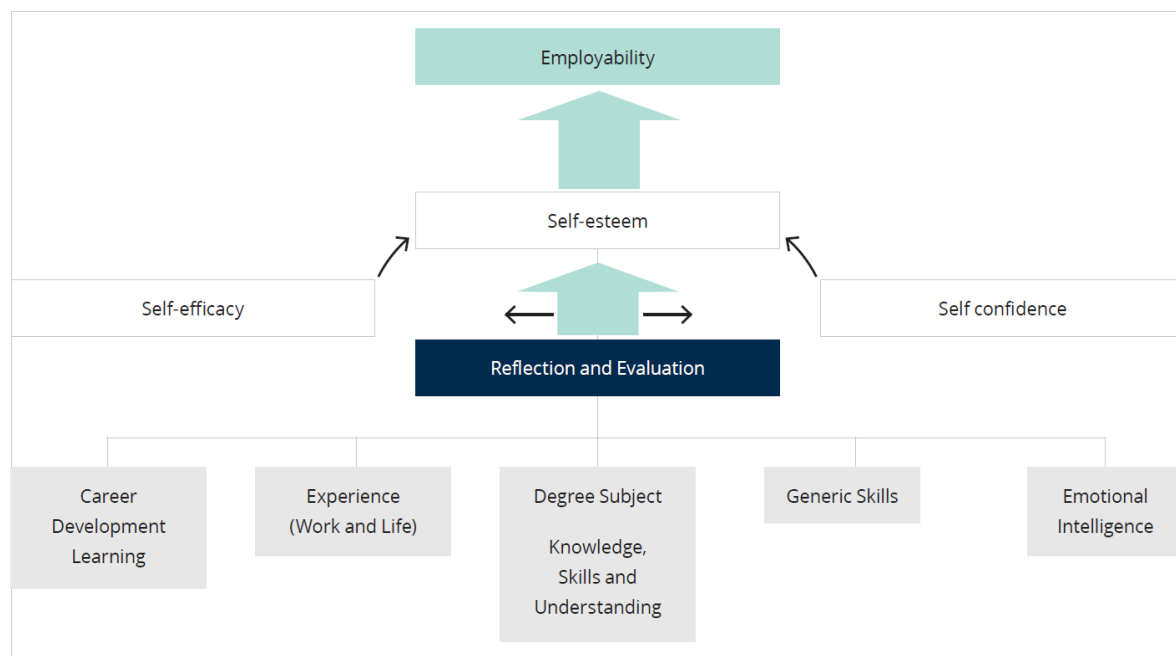 Employability
Self-esteem
Self-efficacy
Self confidence
Reflection and Evaluation
Career
Development
Learning
Experience
(Work and Life)
Degree Subject
Knowledge,
Skills and
Understanding
Generic Skills
Emotional
Intelligence